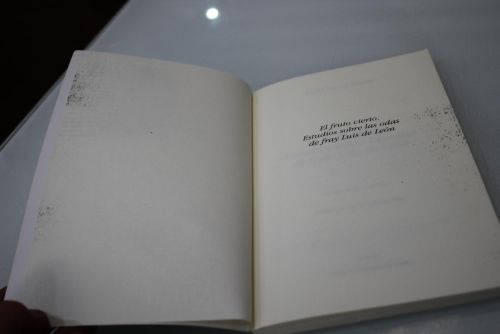 El fruto cierto.
Estudios sobre las odas
de fray Luis de León